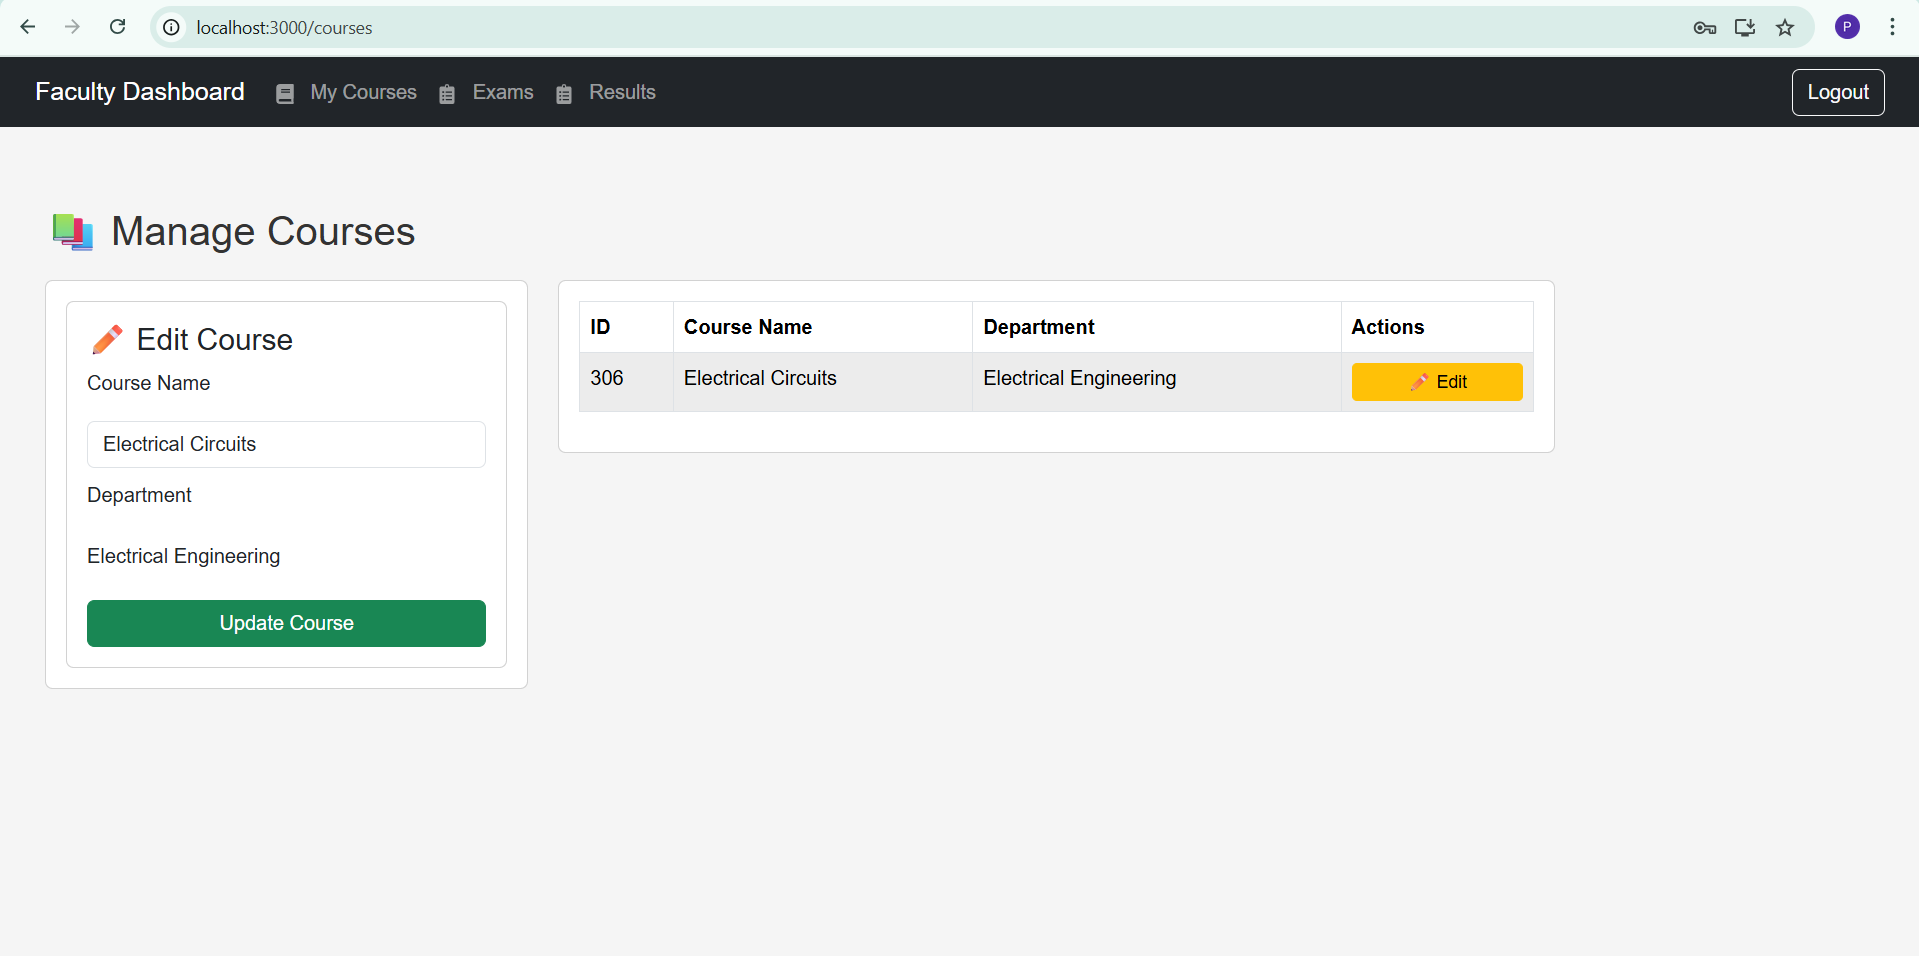 localhost:3000/courses
P
Faculty Dashboard My Courses Exams Results Logout
Manage Courses
Edit Course
Course Name
Electrical Circuits
Department
Electrical Engineering
Update Course
ID Course Name Department Actions
306 Electrical Circuits Electrical Engineering Edit